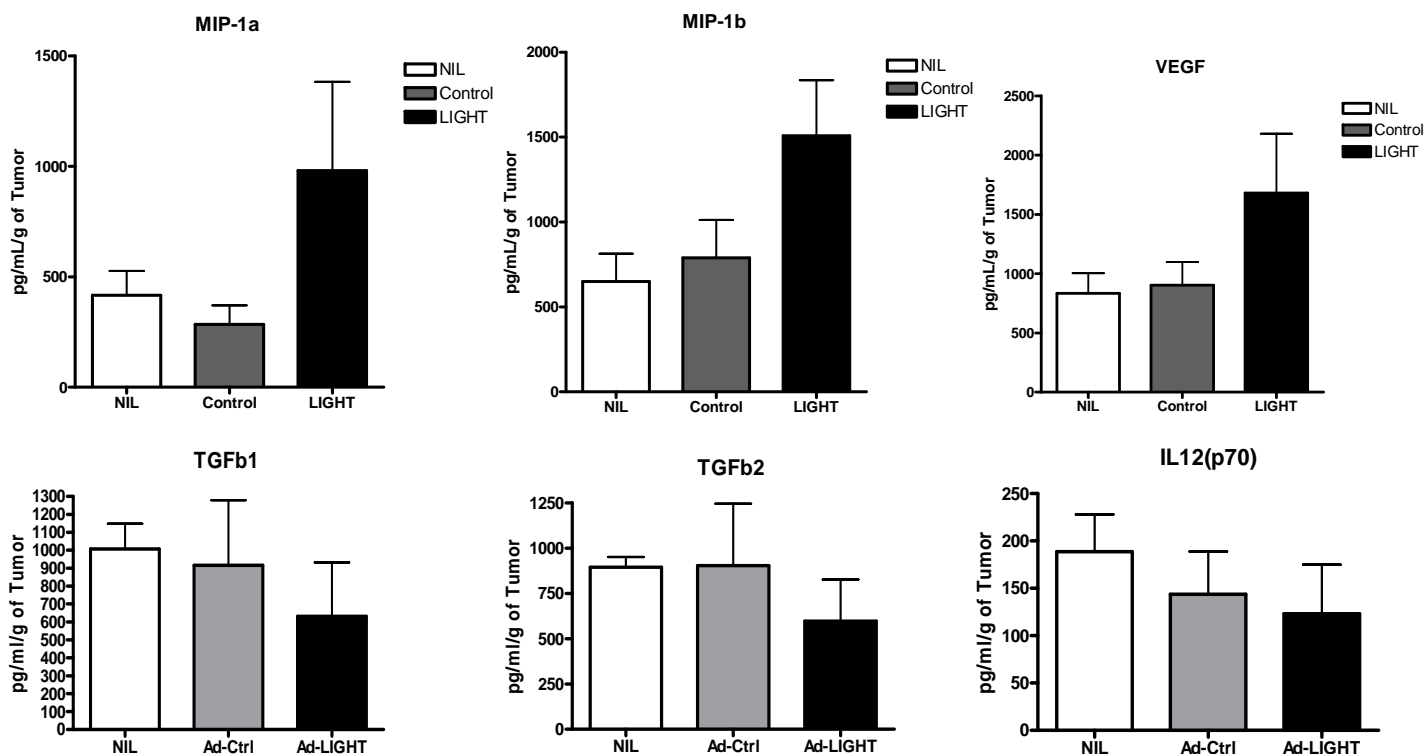 MIP-1a
pg/mL/g of Tumor
1500
1000
500
0
NIL
Control
LIGHT
NIL Control LIGHT
MIP-1b
pg/mL/g of Tumor
2000
1500
1000
500
0
NIL
Control
LIGHT
NIL Control LIGHT
VEGF
pg/mL/g of Tumor
2500
2000
1500
1000
500
0
NIL
Control
LIGHT
NIL Control LIGHT
TGFb1
pg/ml/g of Tumor
1300
1200
1100
1000
900
800
700
600
500
400
300
200
100
0
NIL Ad-Ctrl Ad-LIGHT
TGFb2
pg/ml/g of Tumor
1250
1000
750
500
250
0
NIL Ad-Ctrl Ad-LIGHT
IL12(p70)
pg/ml/g of Tumor
250
200
150
100
50
0
NIL Ad-Ctrl Ad-LIGHT